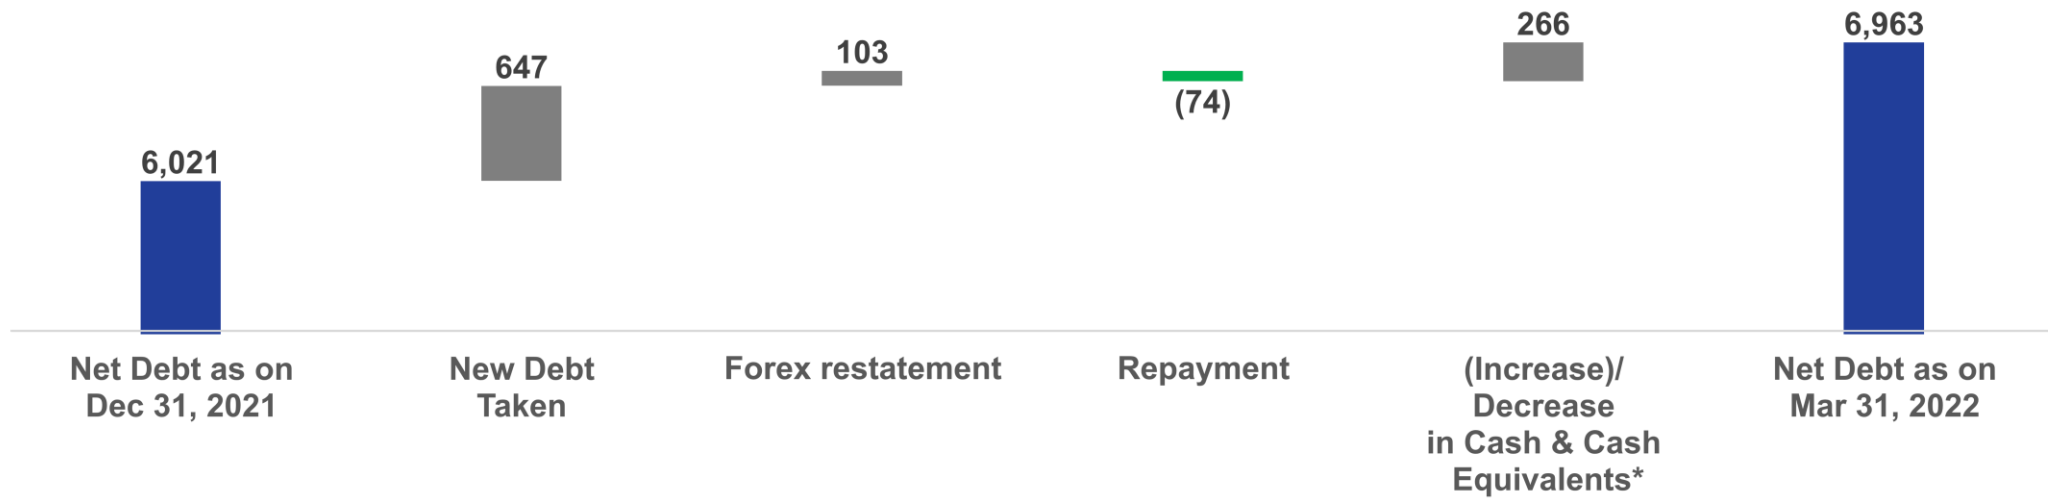 6,021
647
103
(74)
266
6,963
Net Debt as on
Dec 31, 2021
New Debt
Taken
Forex restatement
Repayment
(Increase)/
Decrease
in Cash & Cash
Equivalents*
Net Debt as on
Mar 31, 2022